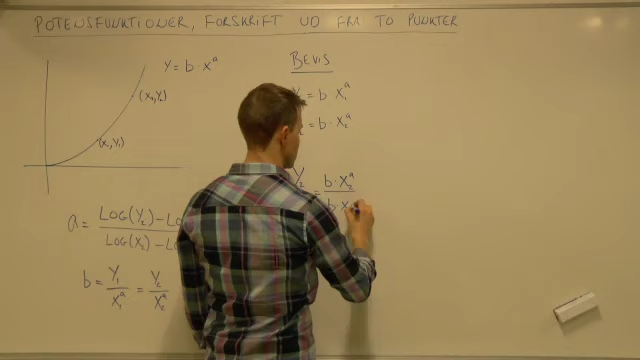 POTENSFUNKTIONER, FORSKRIFT UD FRA TO PUNKTER
Y = b · x^a
(x₂, Y₂)
(x₁, Y₁)
a = LOG(Y₂) - LO
LOG(X₂) - LO
b = Y₁ / X₁^a = Y₂ / X₂^a
BEVIS
= b · X₁^a
= b · X₂^a
Y₂ = b · X₂^a
b · X